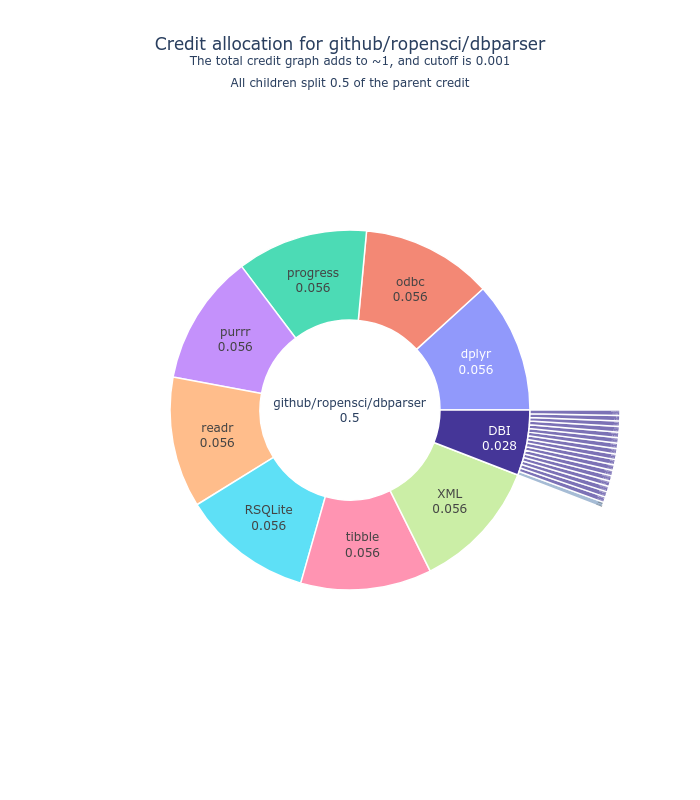 Credit allocation for github/ropensci/dbparser
The total credit graph adds to ~1, and cutoff is 0.001
All children split 0.5 of the parent credit
progress
0.056
odbc
0.056
purrr
0.056
dplyr
0.056
github/ropensci/dbparser
0.5
readr
0.056
DBI
0.028
XML
0.056
RSQLite
0.056
tibble
0.056